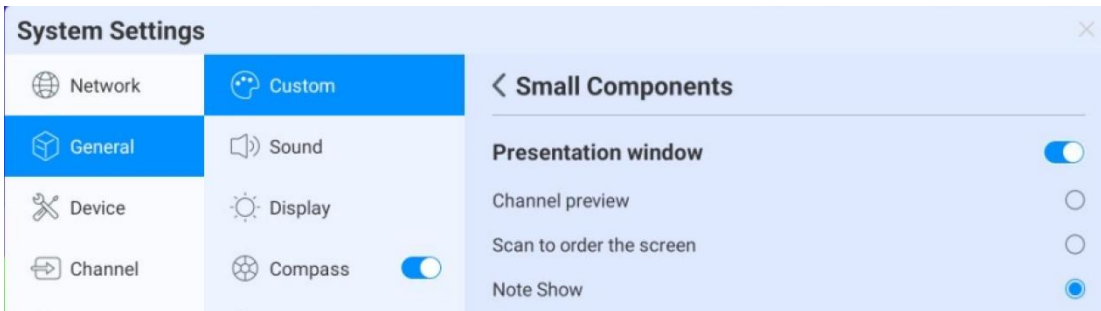 System Settings
Network
General
Device
Channel
Custom
Sound
Display
Compass
Small Components
Presentation window
Channel preview
Scan to order the screen
Note Show